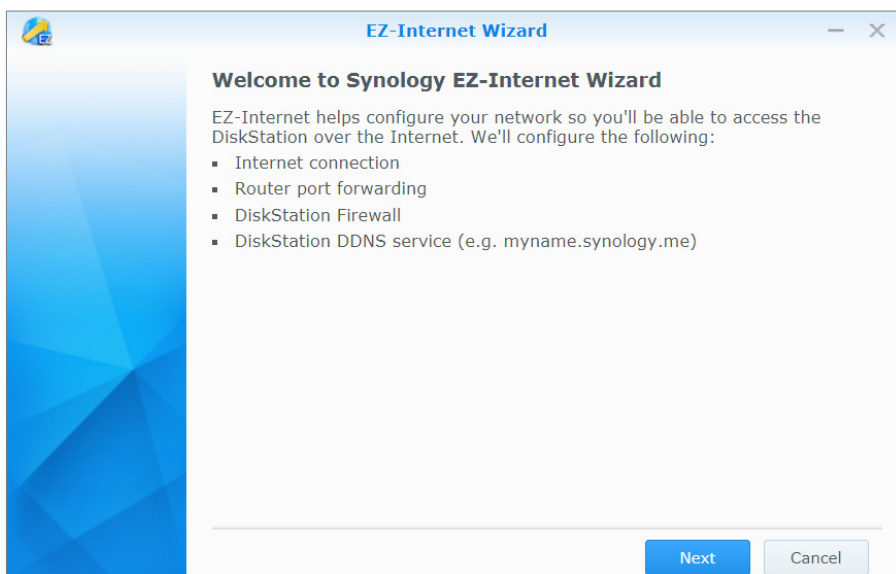 EZ
EZ-Internet Wizard
Welcome to Synology EZ-Internet Wizard
EZ-Internet helps configure your network so you'll be able to access the
DiskStation over the Internet. We'll configure the following:
▪ Internet connection
▪ Router port forwarding
▪ DiskStation Firewall
▪ DiskStation DDNS service (e.g. myname.synology.me)
Next Cancel